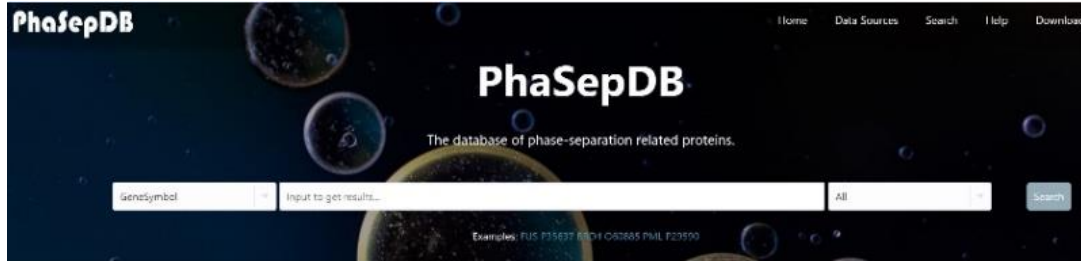 PhaSepDB Home Data Sources Search Help Download
PhaSepDB
The database of phase-separation related proteins.
GeneSymbol Input to get results... All Search
Examples: FUS P35637 BRD4 O60885 PML P29590